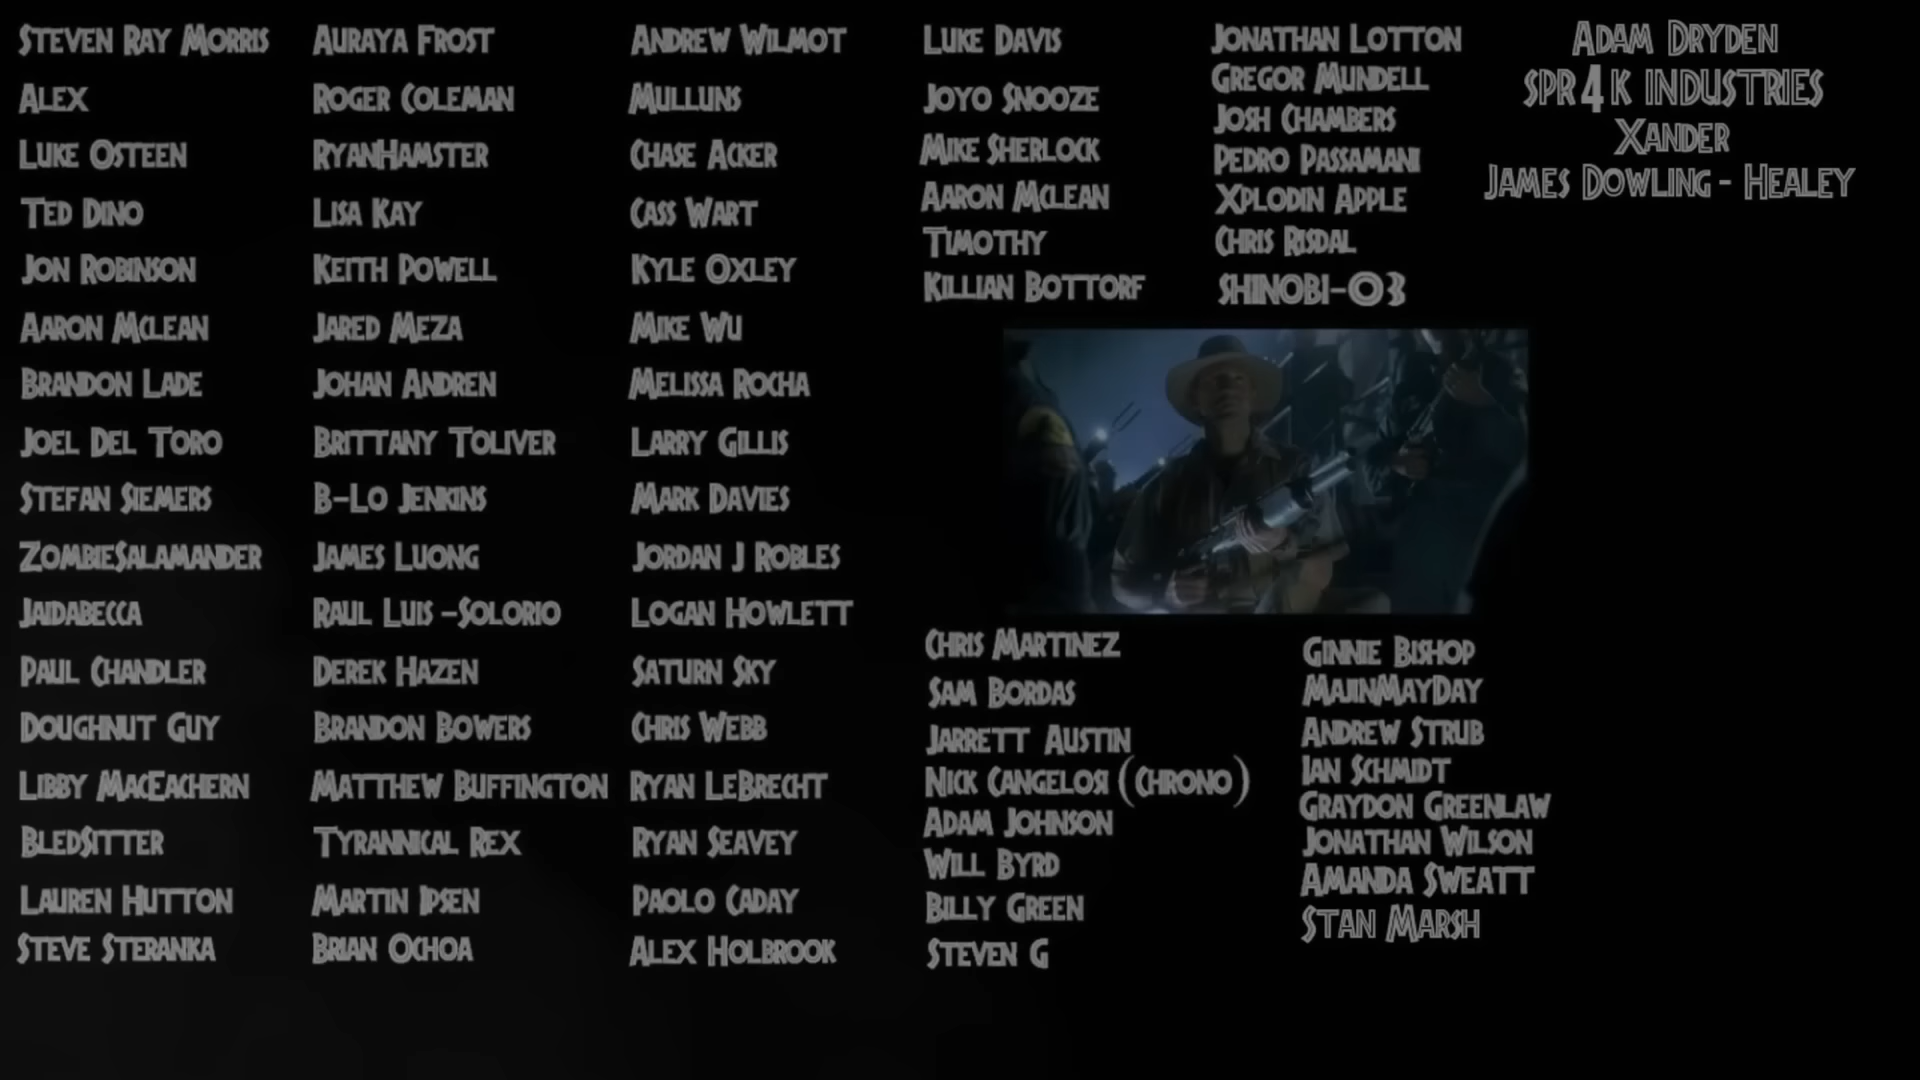 Steven Ray Morris
Alex
Luke Osteen
Ted Dino
Jon Robinson
Aaron Mclean
Brandon Lade
Joel Del Toro
Stefan Siemers
ZombieSalamander
Jaidabecca
Paul Chandler
Doughnut Guy
Libby MacEachern
BledSitter
Lauren Hutton
Steve Steranka
Auraya Frost
Roger Coleman
RyanHamster
Lisa Kay
Keith Powell
Jared Meza
Johan Andren
Brittany Toliver
B-Lo Jenkins
James Luong
Raul Luis -Solorio
Derek Hazen
Brandon Bowers
Matthew Buffington
Tyrannical Rex
Martin Ipsen
Brian Ochoa
Andrew Wilmot
Mulluns
Chase Acker
Cass Wart
Kyle Oxley
Mike Wu
Melissa Rocha
Larry Gillis
Mark Davies
Jordan J Robles
Logan Howlett
Saturn Sky
Chris Webb
Ryan LeBrecht
Ryan Seavey
Paolo Caday
Alex Holbrook
Luke Davis
Joyo Snooze
Mike Sherlock
Aaron Mclean
Timothy
Killian Bottorf
Jonathan Lotton
Gregor Mundell
Josh Chambers
Pedro Passamani
Xplodin Apple
Chris Risdal
SHINOBI-03
Adam Dryden
SPR4K INDUSTRIES
Xander
James Dowling - Healey
Chris Martinez
Sam Bordas
Jarrett Austin
Nick Cangelosi (Chrono)
Adam Johnson
Will Byrd
Billy Green
Steven G
Ginnie Bishop
MajinMayDay
Andrew Strub
Ian Schmidt
Graydon Greenlaw
Jonathan Wilson
Amanda Sweatt
Stan Marsh